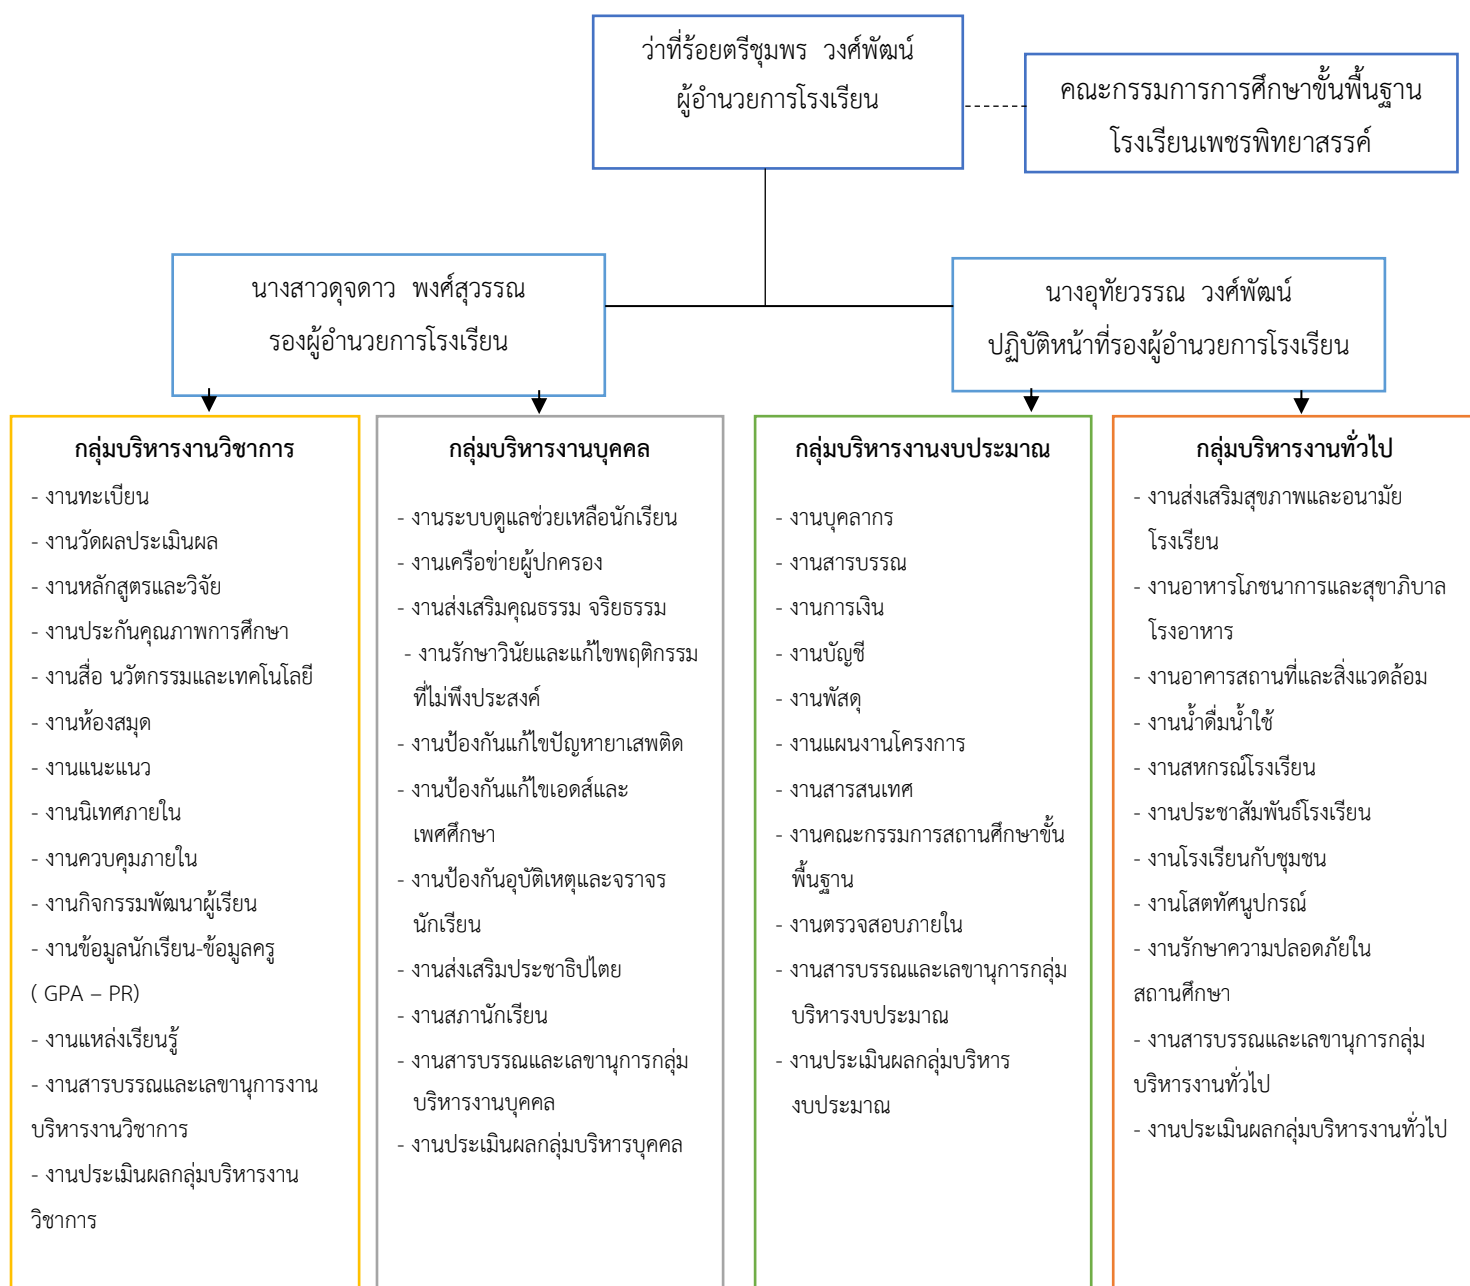 ว่าที่ร้อยตรีชุมพร  วงศ์พัฒน์
ผู้อำนวยการโรงเรียน
คณะกรรมการการศึกษาขั้นพื้นฐาน
โรงเรียนเพชรพิทยาสรรค์
นางสาวดุจดาว  พงศ์สุวรรณ
รองผู้อำนวยการโรงเรียน
นางอุทัยวรรณ  วงศ์พัฒน์
ปฏิบัติหน้าที่รองผู้อำนวยการโรงเรียน
กลุ่มบริหารงานวิชาการ
- งานทะเบียน
- งานวัดผลประเมินผล
- งานหลักสูตรและวิจัย
- งานประกันคุณภาพการศึกษา
- งานสื่อ นวัตกรรมและเทคโนโลยี
- งานห้องสมุด
- งานแนะแนว
- งานนิเทศภายใน
- งานควบคุมภายใน
- งานกิจกรรมพัฒนาผู้เรียน
- งานข้อมูลนักเรียน-ข้อมูลครู
( GPA – PR)
- งานแหล่งเรียนรู้
- งานสารบรรณและเลขานุการงาน
บริหารงานวิชาการ
- งานประเมินผลกลุ่มบริหารงาน
วิชาการ
กลุ่มบริหารงานบุคคล
- งานระบบดูแลช่วยเหลือนักเรียน
- งานเครือข่ายผู้ปกครอง
- งานส่งเสริมคุณธรรม จริยธรรม
- งานรักษาวินัยและแก้ไขพฤติกรรม
ที่ไม่พึงประสงค์
- งานป้องกันแก้ไขปัญหายาเสพติด
- งานป้องกันแก้ไขเอดส์และ
เพศศึกษา
- งานป้องกันอุบัติเหตุและจราจร
นักเรียน
- งานส่งเสริมประชาธิปไตย
- งานสภานักเรียน
- งานสารบรรณและเลขานุการกลุ่ม
บริหารงานบุคคล
- งานประเมินผลกลุ่มบริหารบุคคล
กลุ่มบริหารงานงบประมาณ
- งานบุคลากร
- งานสารบรรณ
- งานการเงิน
- งานบัญชี
- งานพัสดุ
- งานแผนงานโครงการ
- งานสารสนเทศ
- งานคณะกรรมการสถานศึกษาขั้น
พื้นฐาน
- งานตรวจสอบภายใน
- งานสารบรรณและเลขานุการกลุ่ม
บริหารงบประมาณ
- งานประเมินผลกลุ่มบริหาร
งบประมาณ
กลุ่มบริหารงานทั่วไป
- งานส่งเสริมสุขภาพและอนามัย
โรงเรียน
- งานอาหารโภชนาการและสุขาภิบาล
โรงอาหาร
- งานอาคารสถานที่และสิ่งแวดล้อม
- งานน้ำดื่มน้ำใช้
- งานสหกรณ์โรงเรียน
- งานประชาสัมพันธ์โรงเรียน
- งานโรงเรียนกับชุมชน
- งานโสตทัศนูปกรณ์
- งานรักษาความปลอดภัยใน
สถานศึกษา
- งานสารบรรณและเลขานุการกลุ่ม
บริหารงานทั่วไป
- งานประเมินผลกลุ่มบริหารงานทั่วไป